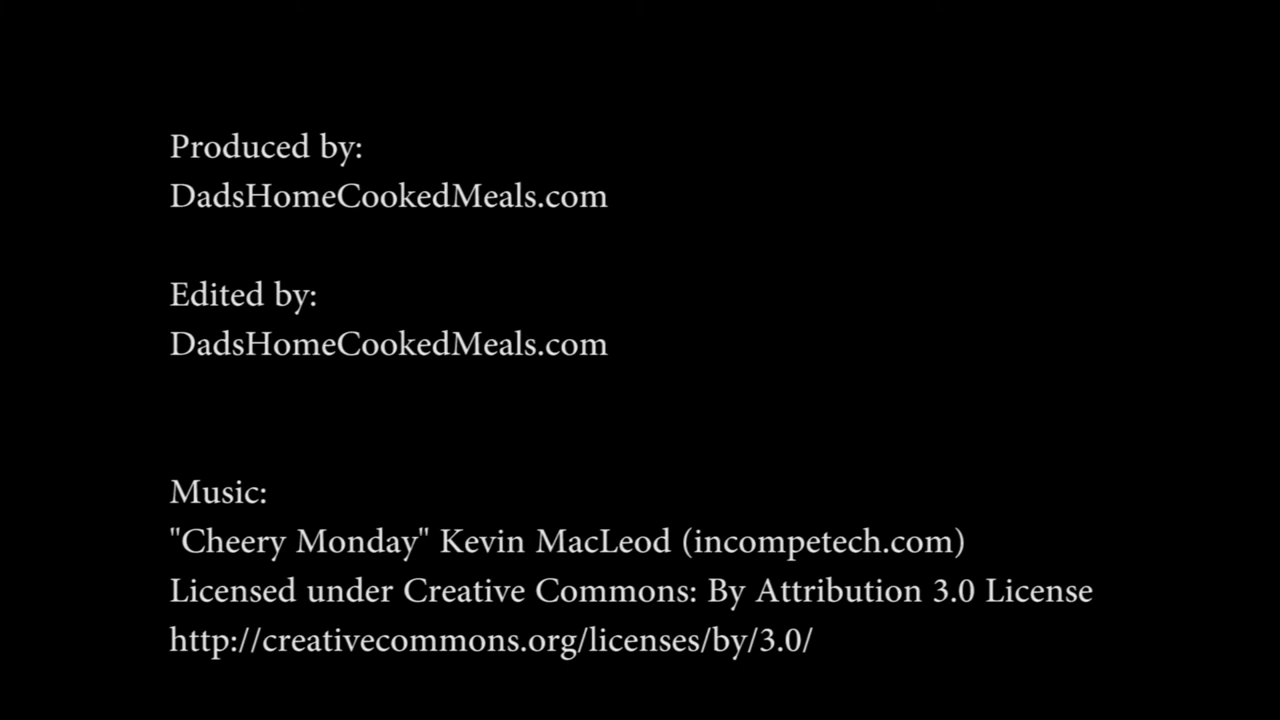 Produced by:
DadsHomeCookedMeals.com
Edited by:
DadsHomeCookedMeals.com
Music:
"Cheery Monday" Kevin MacLeod (incompetech.com)
Licensed under Creative Commons: By Attribution 3.0 License
http://creativecommons.org/licenses/by/3.0/